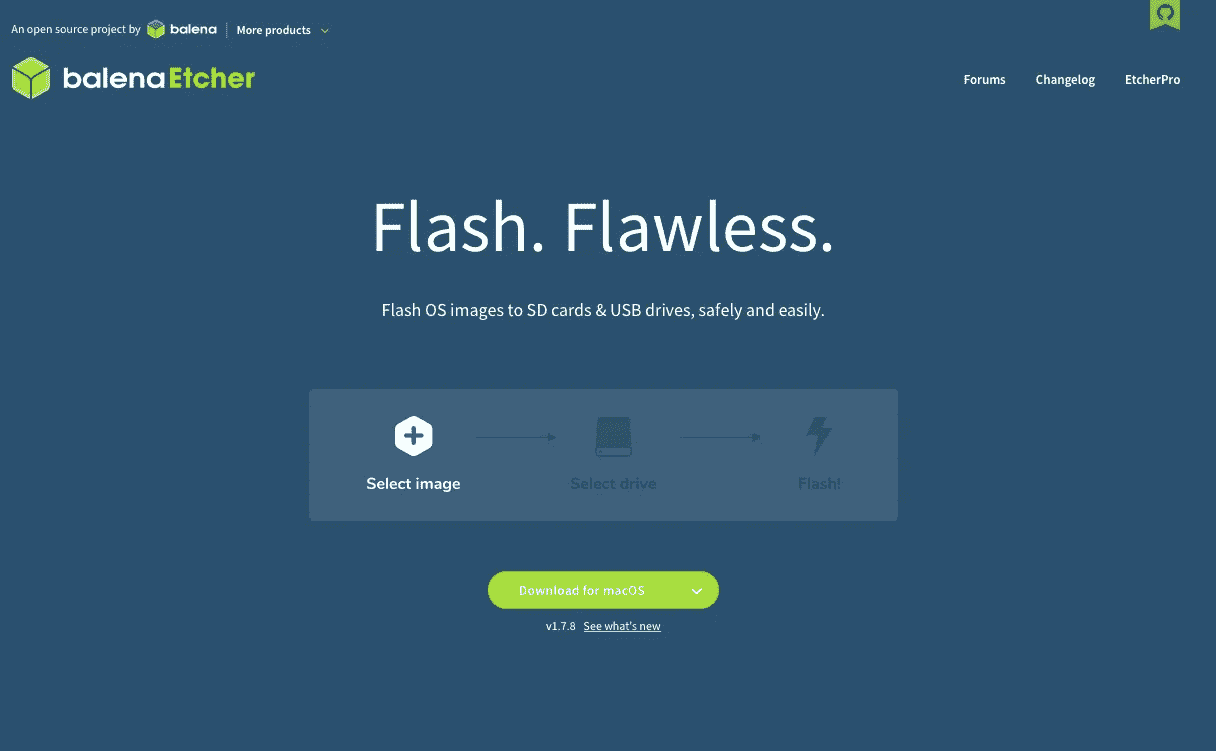 An open source project by balena More products
balenaEtcher
Forums Changelog EtcherPro
Flash. Flawless.
Flash OS images to SD cards & USB drives, safely and easily.
Select image Select drive Flash!
Download for macOS
v1.7.8 See what's new